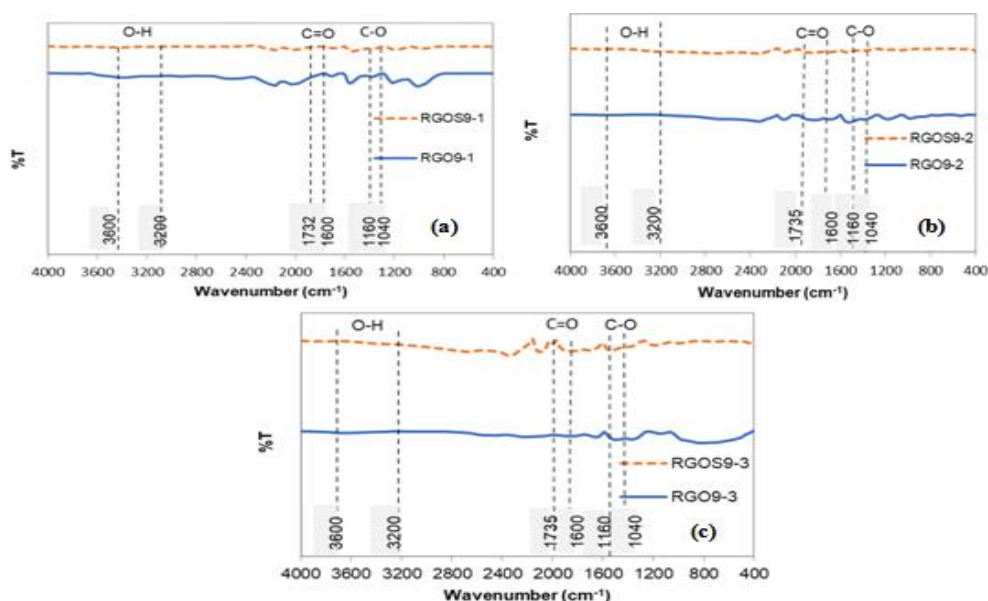 O-H C=O C-O
RGOS9-1
RGO9-1
%T
3600 3200 1732 1600 1160 1040
(a)
4000 3600 3200 2800 2400 2000 1600 1200 800 400
Wavenumber (cm⁻¹)
O-H C=O C-O
RGOS9-2
RGO9-2
%T
3600 3200 1735 1600 1160 1040
(b)
4000 3600 3200 2800 2400 2000 1600 1200 800 400
Wavenumber (cm⁻¹)
O-H C=O C-O
RGOS9-3
RGO9-3
%T
3600 3200 1735 1600 1160 1040
(c)
4000 3600 3200 2800 2400 2000 1600 1200 800 400
Wavenumber (cm⁻¹)